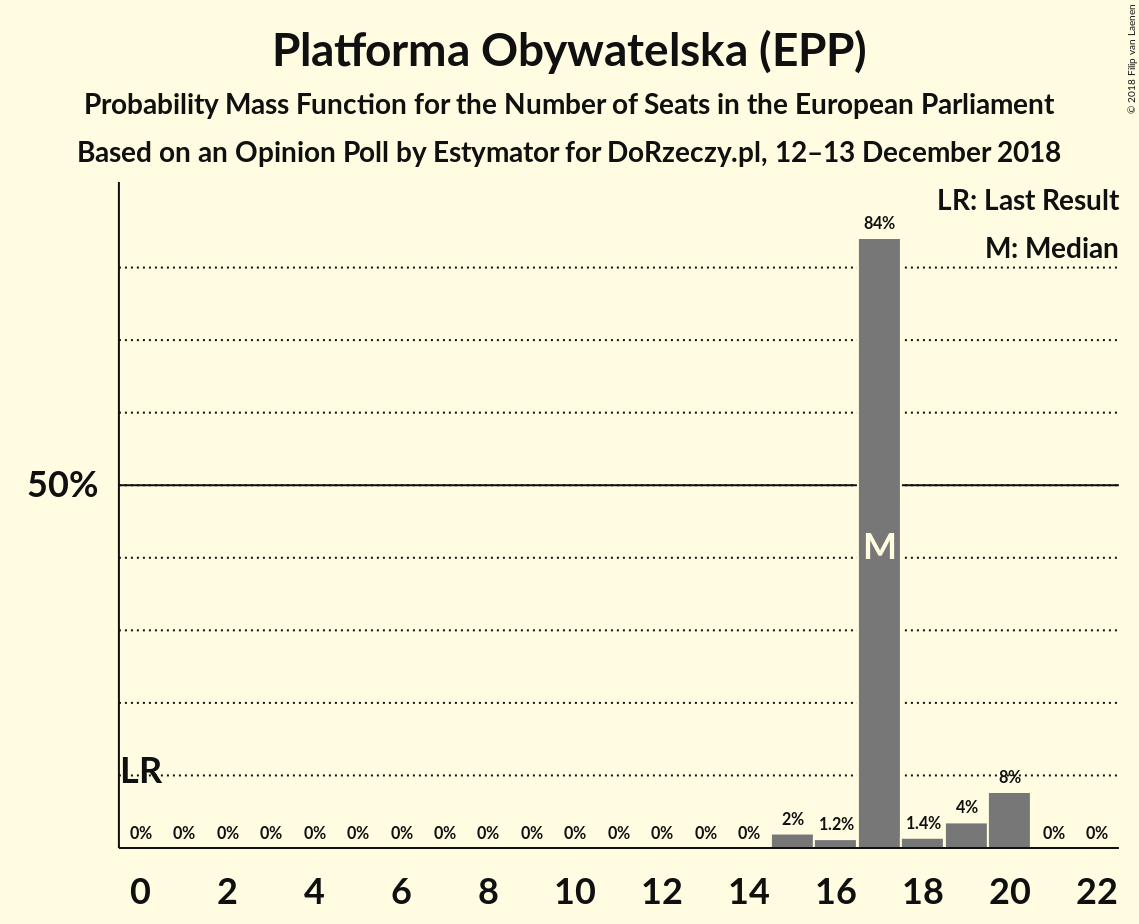 Platforma Obywatelska (EPP)
Probability Mass Function for the Number of Seats in the European Parliament
Based on an Opinion Poll by Estymator for DoRzeczy.pl, 12–13 December 2018
© 2018 Filip van Laenen
LR: Last Result
M: Median
84%
50%
M
LR
0% 0% 0% 0% 0% 0% 0% 0% 0% 0% 0% 0% 0% 0% 0% 2% 1.2% 1.4% 4% 8% 0% 0%
0 2 4 6 8 10 12 14 16 18 20 22